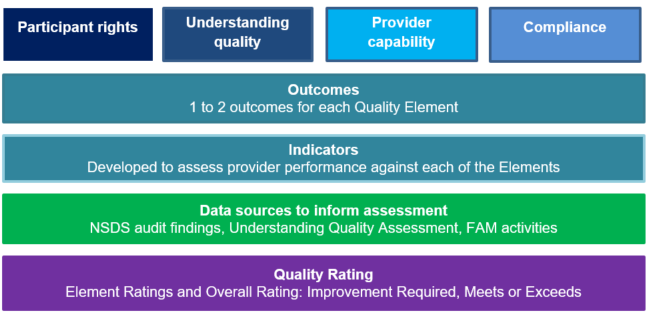 Participant rights
Understanding
quality
Provider
capability
Compliance
Outcomes
1 to 2 outcomes for each Quality Element
Indicators
Developed to assess provider performance against each of the Elements
Data sources to inform assessment
NSDS audit findings, Understanding Quality Assessment, FAM activities
Quality Rating
Element Ratings and Overall Rating: Improvement Required, Meets or Exceeds